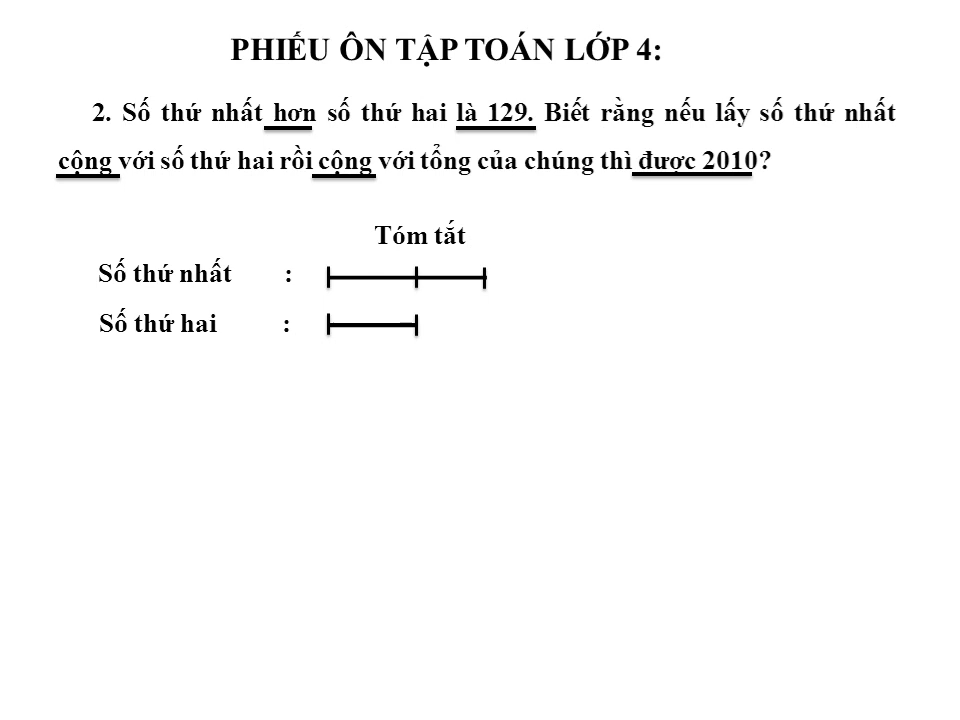 PHIẾU ÔN TẬP TOÁN LỚP 4:
2. Số thứ nhất hơn số thứ hai là 129. Biết rằng nếu lấy số thứ nhất
cộng với số thứ hai rồi cộng với tổng của chúng thì được 2010?
Tóm tắt
Số thứ nhất :
Số thứ hai :